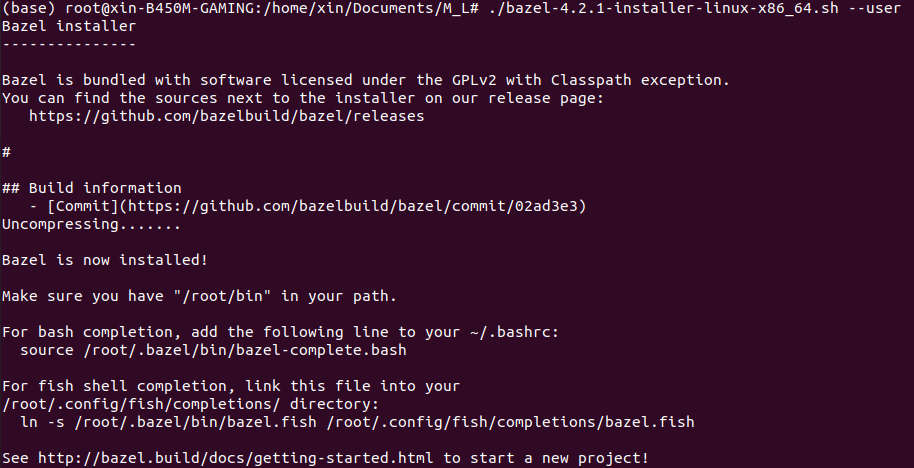 (base) root@xin-B450M-GAMING:/home/xin/Documents/M_L# ./bazel-4.2.1-installer-linux-x86_64.sh --user
Bazel installer
---------------
Bazel is bundled with software licensed under the GPLv2 with Classpath exception.
You can find the sources next to the installer on our release page:
   https://github.com/bazelbuild/bazel/releases
#
## Build information
   - [Commit](https://github.com/bazelbuild/bazel/commit/02ad3e3)
Uncompressing.......
Bazel is now installed!
Make sure you have "/root/bin" in your path.
For bash completion, add the following line to your ~/.bashrc:
  source /root/.bazel/bin/bazel-complete.bash
For fish shell completion, link this file into your
/root/.config/fish/completions/ directory:
  ln -s /root/.bazel/bin/bazel.fish /root/.config/fish/completions/bazel.fish
See http://bazel.build/docs/getting-started.html to start a new project!